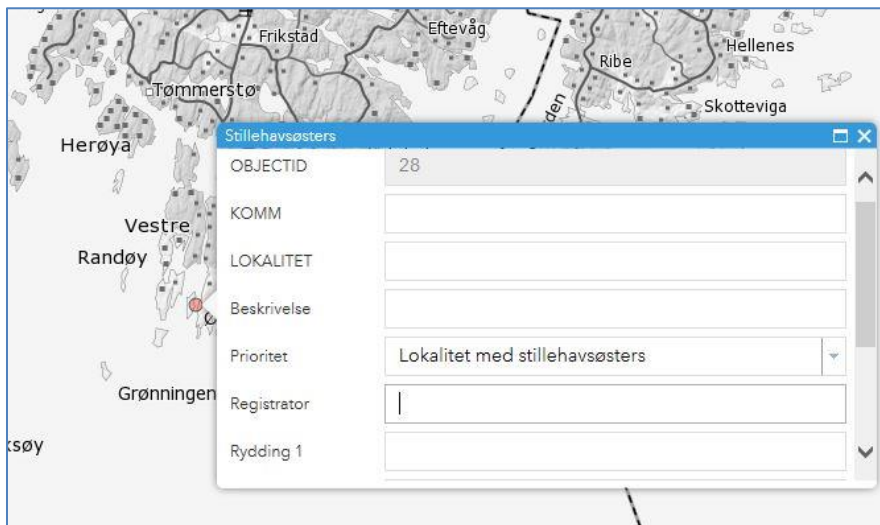 Frikstad
Eftevåg
Ribe
Hellenes
Tømmerstø
Skotteviga
Herøya
Vestre
Randøy
Grønningen
ksøy
Stillehavsøsters
OBJECTID 28
KOMM
LOKALITET
Beskrivelse
Prioritet Lokalitet med stillehavsøsters
Registrator
Rydding 1